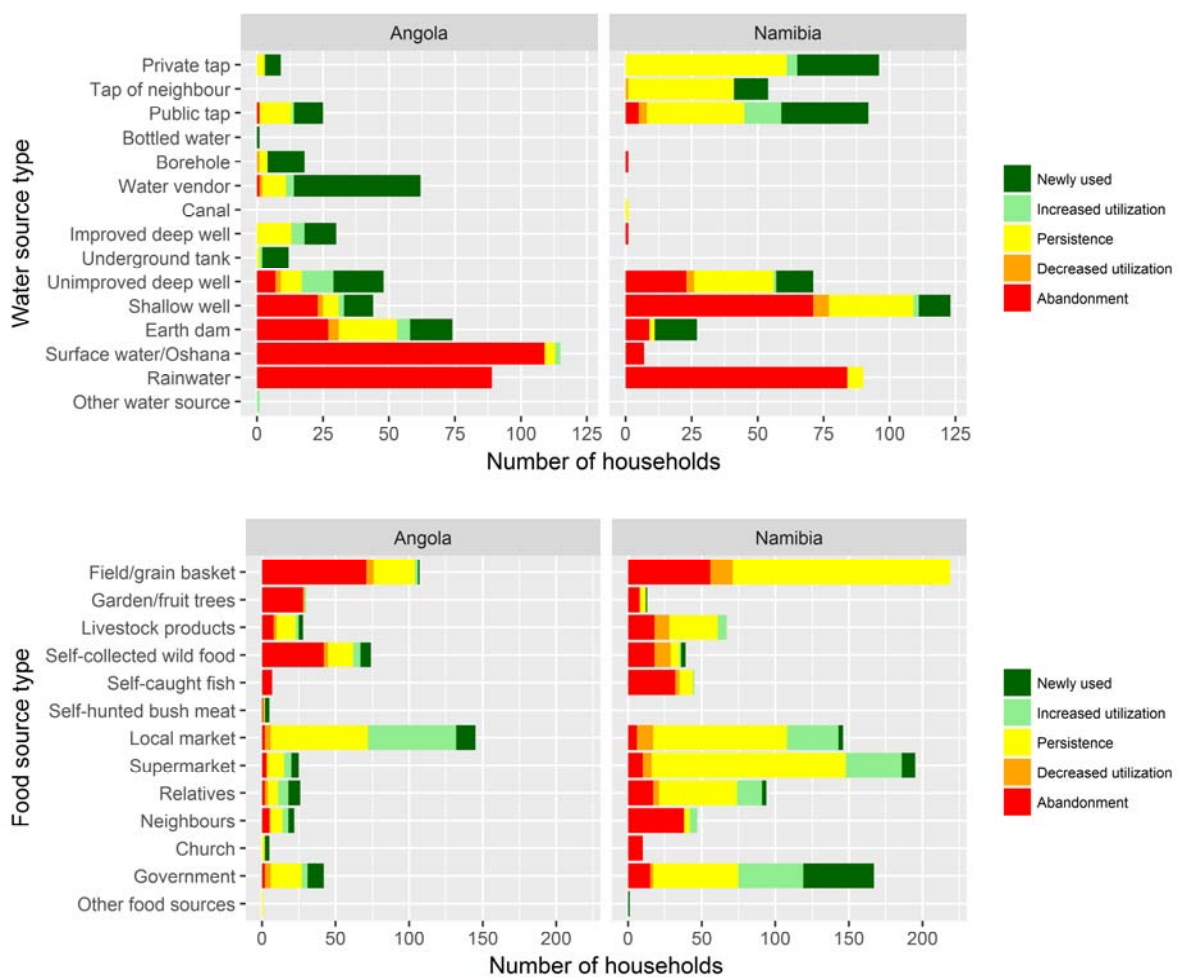 Angola
Namibia
Water source type
Private tap
Tap of neighbour
Public tap
Bottled water
Borehole
Water vendor
Canal
Improved deep well
Underground tank
Unimproved deep well
Shallow well
Earth dam
Surface water/Oshana
Rainwater
Other water source
0 25 50 75 100 125
0 25 50 75 100 125
Number of households
Newly used
Increased utilization
Persistence
Decreased utilization
Abandonment
Angola
Namibia
Food source type
Field/grain basket
Garden/fruit trees
Livestock products
Self-collected wild food
Self-caught fish
Self-hunted bush meat
Local market
Supermarket
Relatives
Neighbours
Church
Government
Other food sources
0 50 100 150 200
0 50 100 150 200
Number of households
Newly used
Increased utilization
Persistence
Decreased utilization
Abandonment